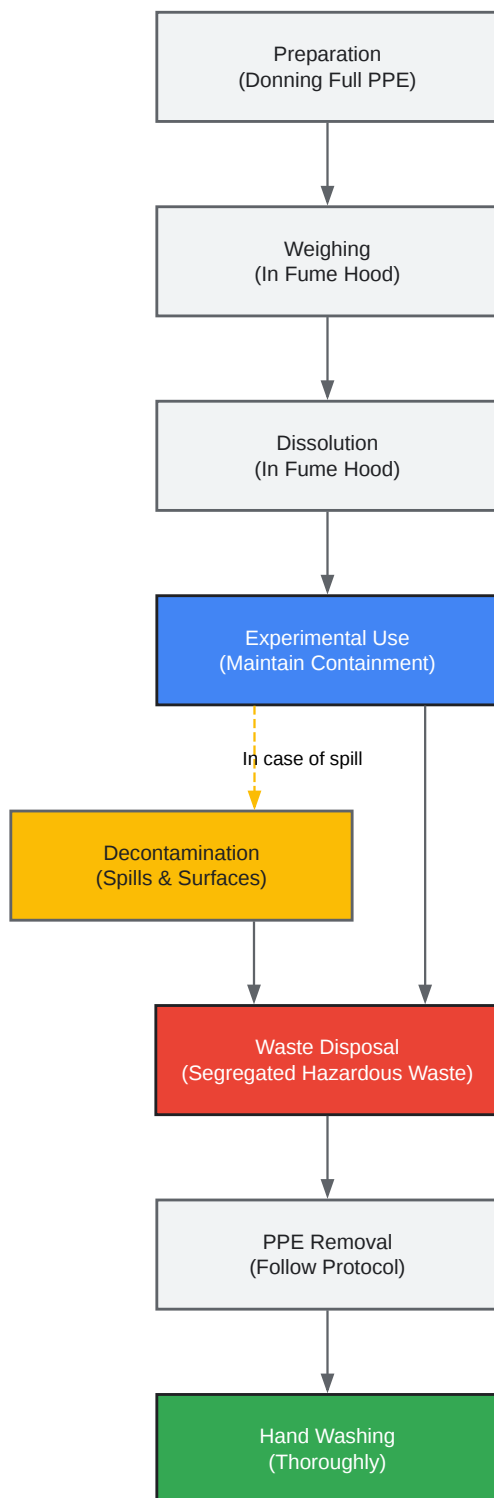 Preparation
(Donning Full PPE)
Weighing
(In Fume Hood)
Dissolution
(In Fume Hood)
Experimental Use
(Maintain Containment)
In case of spill
Decontamination
(Spills & Surfaces)
Waste Disposal
(Segregated Hazardous Waste)
PPE Removal
(Follow Protocol)
Hand Washing
(Thoroughly)